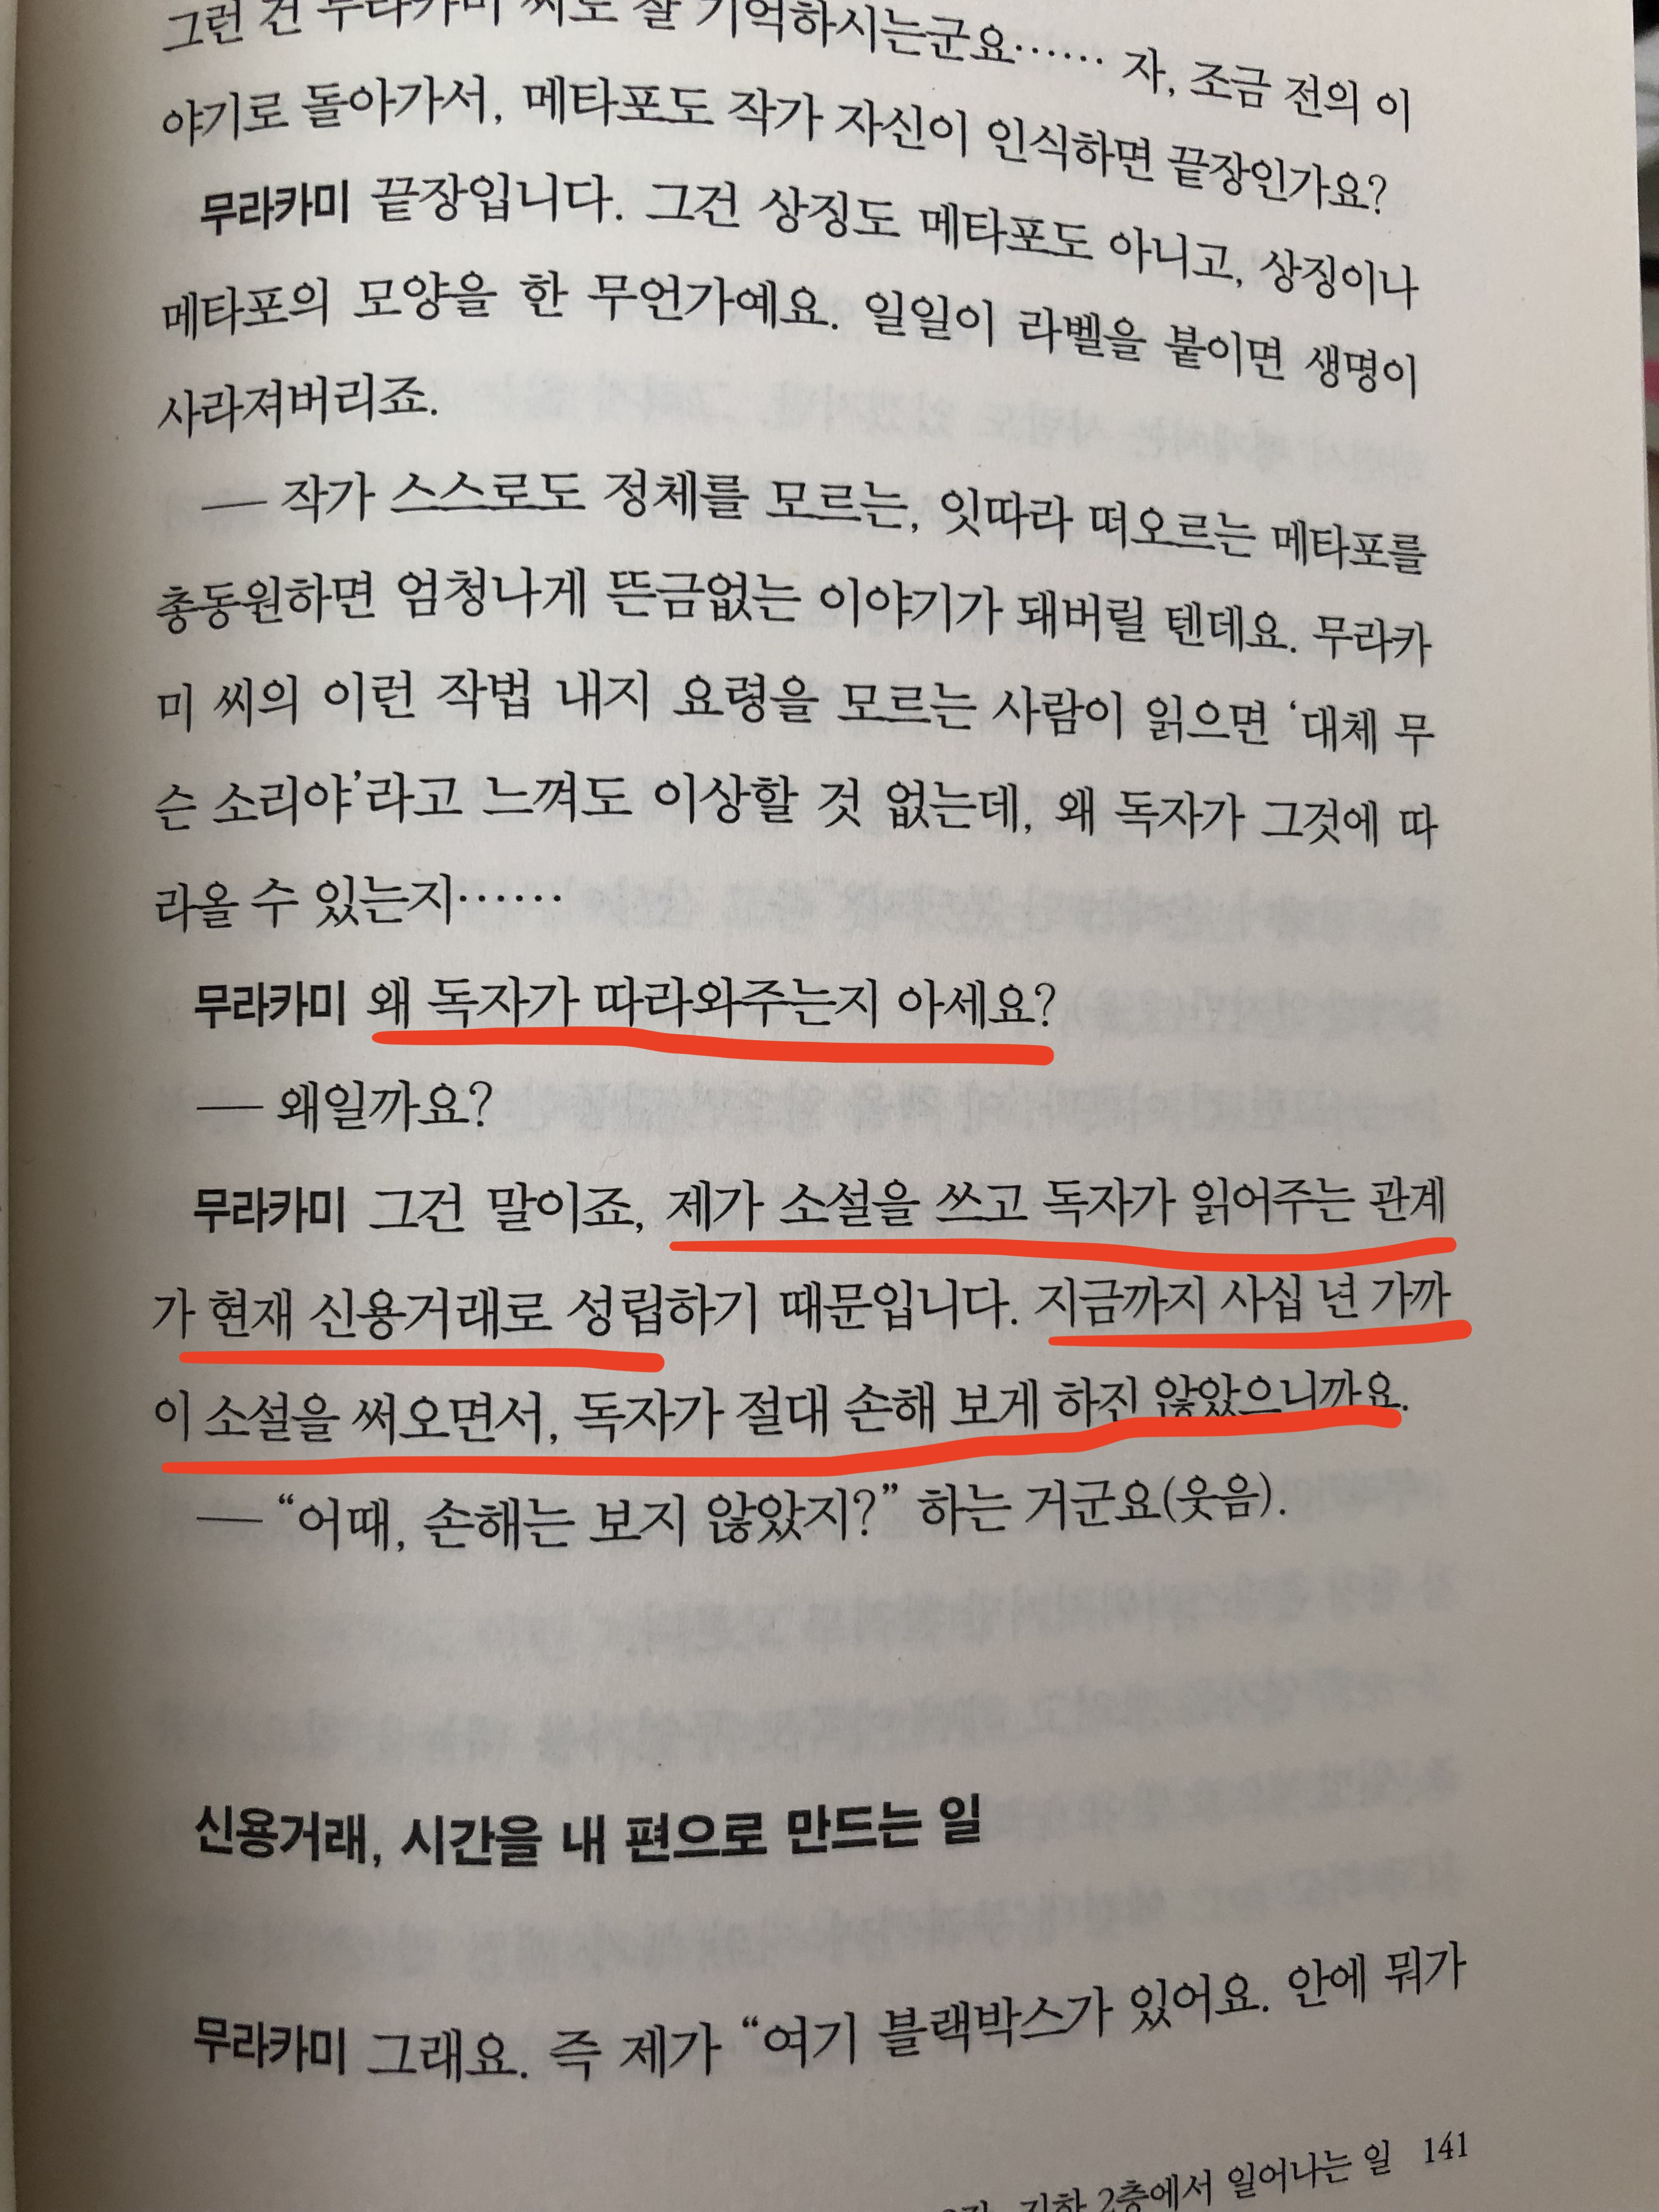 그런 건 무라카미 씨도 잘 기억하시는군요…… 자, 조금 전의 이
야기로 돌아가서, 메타포도 작가 자신이 인식하면 끝장인가요?
무라카미 끝장입니다. 그건 상징도 메타포도 아니고, 상징이나
메타포의 모양을 한 무언가예요. 일일이 라벨을 붙이면 생명이
사라져버리죠.
― 작가 스스로도 정체를 모르는, 잇따라 떠오르는 메타포를
총동원하면 엄청나게 뜬금없는 이야기가 돼버릴 텐데요. 무라카
미 씨의 이런 작법 내지 요령을 모르는 사람이 읽으면 ‘대체 무
슨 소리야’라고 느껴도 이상할 것 없는데, 왜 독자가 그것에 따
라올 수 있는지……
무라카미 왜 독자가 따라와주는지 아세요?
― 왜일까요?
무라카미 그건 말이죠, 제가 소설을 쓰고 독자가 읽어주는 관계
가 현재 신용거래로 성립하기 때문입니다. 지금까지 사십 년 가까
이 소설을 써오면서, 독자가 절대 손해 보게 하진 않았으니까요.
― “어때, 손해는 보지 않았지?” 하는 거군요(웃음).
신용거래, 시간을 내 편으로 만드는 일
무라카미 그래요. 즉 제가 “여기 블랙박스가 있어요. 안에 뭐가
지하 2층에서 일어나는 일 141